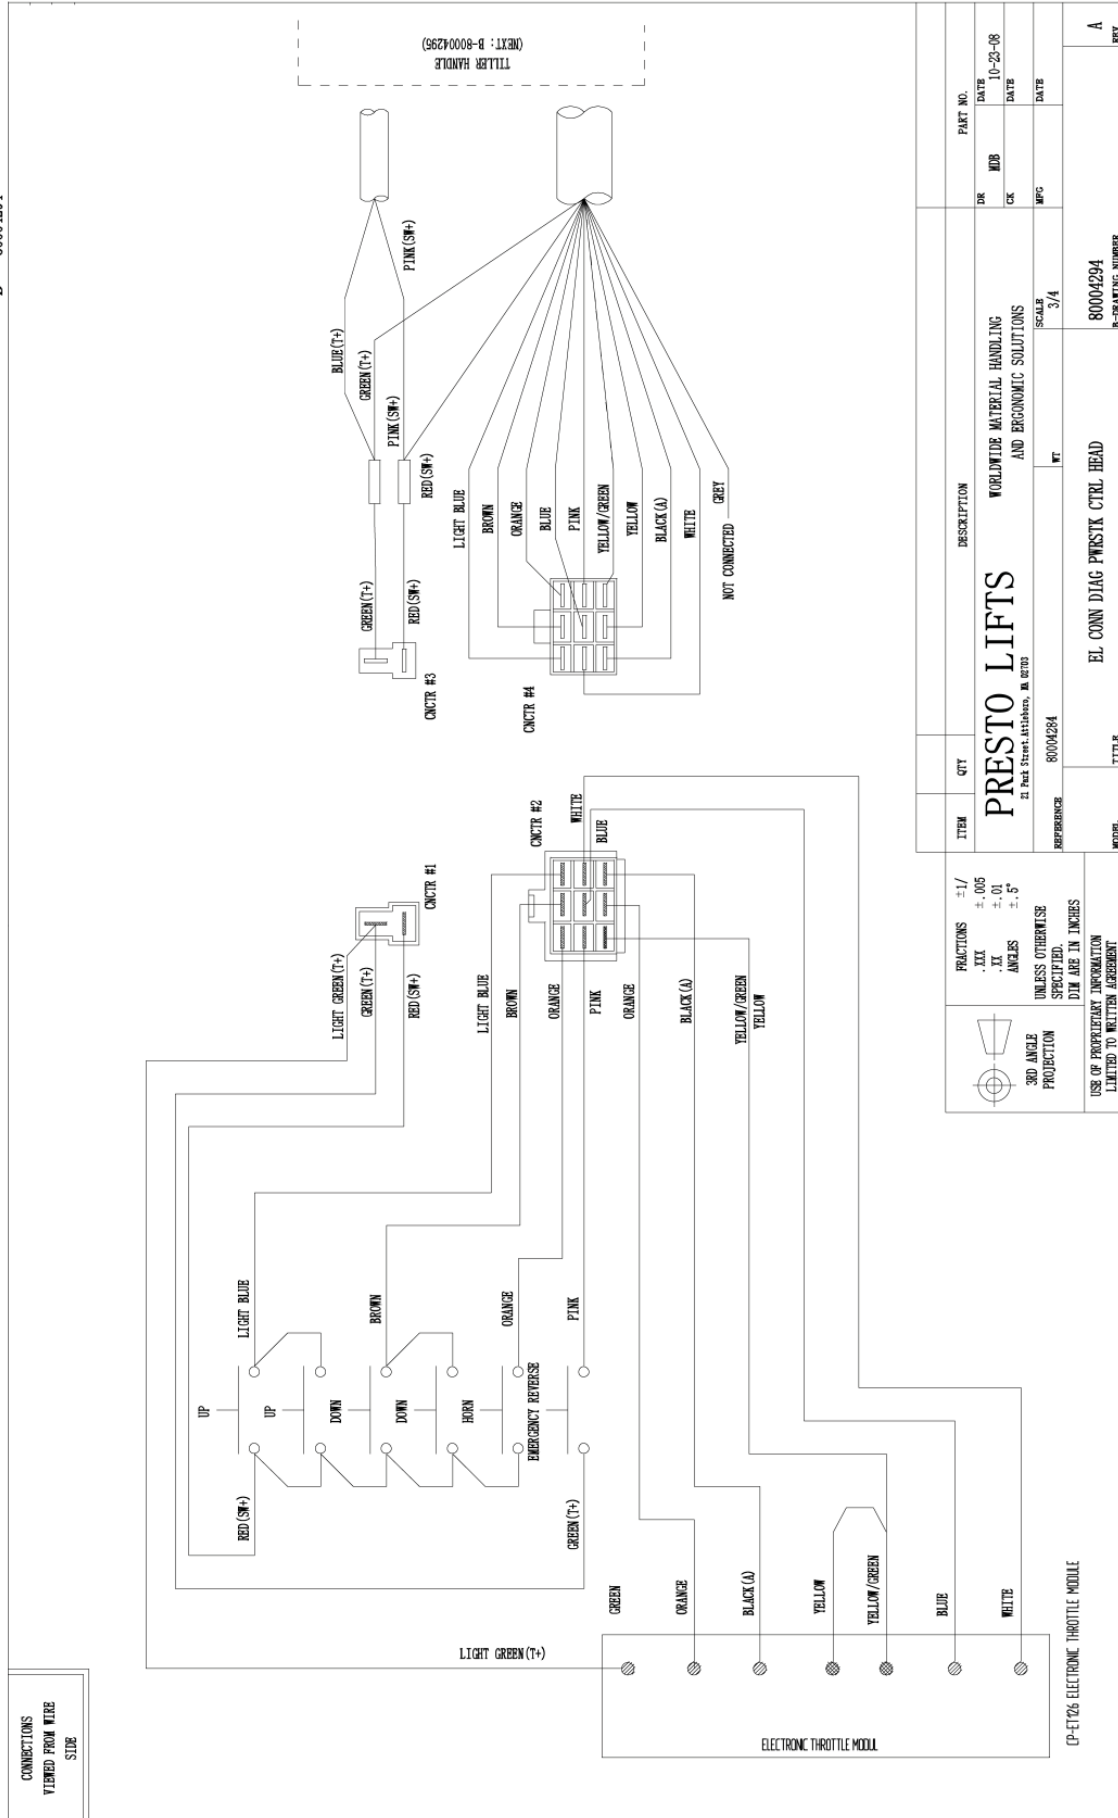 CONNECTIONS
VIEWED FROM WIRE
SIDE
TILLER HANDLE
(NEXT: B-80004295)
BLUE(T+)
PINK(SW+)
GREEN(T+)
PINK(SW+)
RED(SW+)
GREEN(T+)
RED(SW+)
CNCTR #3
LIGHT BLUE
BROWN
ORANGE
BLUE
PINK
YELLOW/GREEN
YELLOW
BLACK(A)
WHITE
GREY
NOT CONNECTED
CNCTR #4
CNCTR #1
LIGHT GREEN(T+)
GREEN(T+)
RED(SW+)
CNCTR #2
WHITE
BLUE
LIGHT BLUE
BROWN
ORANGE
PINK
ORANGE
BLACK(A)
YELLOW/GREEN
YELLOW
UP
LIGHT BLUE
UP
DOWN
BROWN
DOWN
HORN
ORANGE
EMERGENCY REVERSE
PINK
RED(SW+)
GREEN(T+)
LIGHT GREEN(T+)
GREEN
ORANGE
BLACK(A)
YELLOW
YELLOW/GREEN
BLUE
WHITE
ELECTRONIC THROTTLE MODUL
CP-ET126 ELECTRONIC THROTTLE MODULE
3RD ANGLE
PROJECTION
FRACTIONS ±1/
.XXX ±.005
.XX ±.01
ANGLES ±.5°
UNLESS OTHERWISE
SPECIFIED.
DIM ARE IN INCHES
USE OF PROPRIETARY INFORMATION
LIMITED TO WRITTEN AGREEMENT
ITEM QTY DESCRIPTION PART NO.
PRESTO LIFTS
21 Park Street. Attleboro, MA 02703
WORLDWIDE MATERIAL HANDLING
AND ERGONOMIC SOLUTIONS
DR MDB DATE 10-23-08
CK DATE
MFG DATE
REFERENCE 80004284
WT
SCALE 3/4
MODEL
TITLE EL CONN DIAG PWRSTK CTRL HEAD
80004294
B-DRAWING NUMBER
A
REV